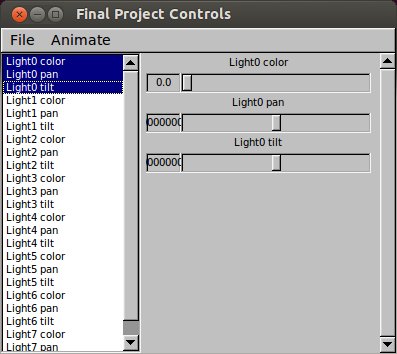 Final Project Controls
File Animate
Light0 color
Light0 pan
Light0 tilt
Light1 color
Light1 pan
Light1 tilt
Light2 color
Light2 pan
Light2 tilt
Light3 color
Light3 pan
Light3 tilt
Light4 color
Light4 pan
Light4 tilt
Light5 color
Light5 pan
Light5 tilt
Light6 color
Light6 pan
Light6 tilt
Light7 color
Light7 pan
Light0 color
0.0
Light0 pan
000000
Light0 tilt
000000